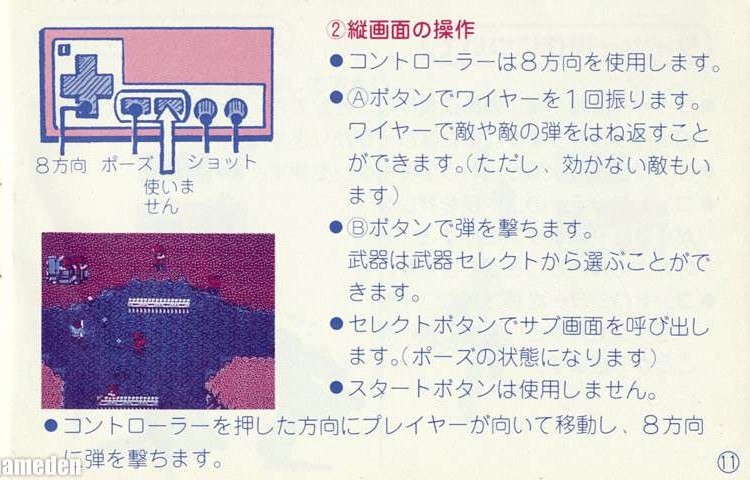 ②縦画面の操作
●コントローラーは8方向を使用します。
●Ⓐボタンでワイヤーを1回振ります。
ワイヤーで敵や敵の弾をはね返すこと
ができます。(ただし、効かない敵もい
ます)
●Ⓑボタンで弾を撃ちます。
武器は武器セレクトから選ぶことがで
きます。
●セレクトボタンでサブ画面を呼び出し
ます。(ポーズの状態になります)
●スタートボタンは使用しません。
●コントローラーを押した方向にプレイヤーが向いて移動し、8方向
に弾を撃ちます。
I
8方向 ポーズ ショット
使いま
せん
gameden
⑪